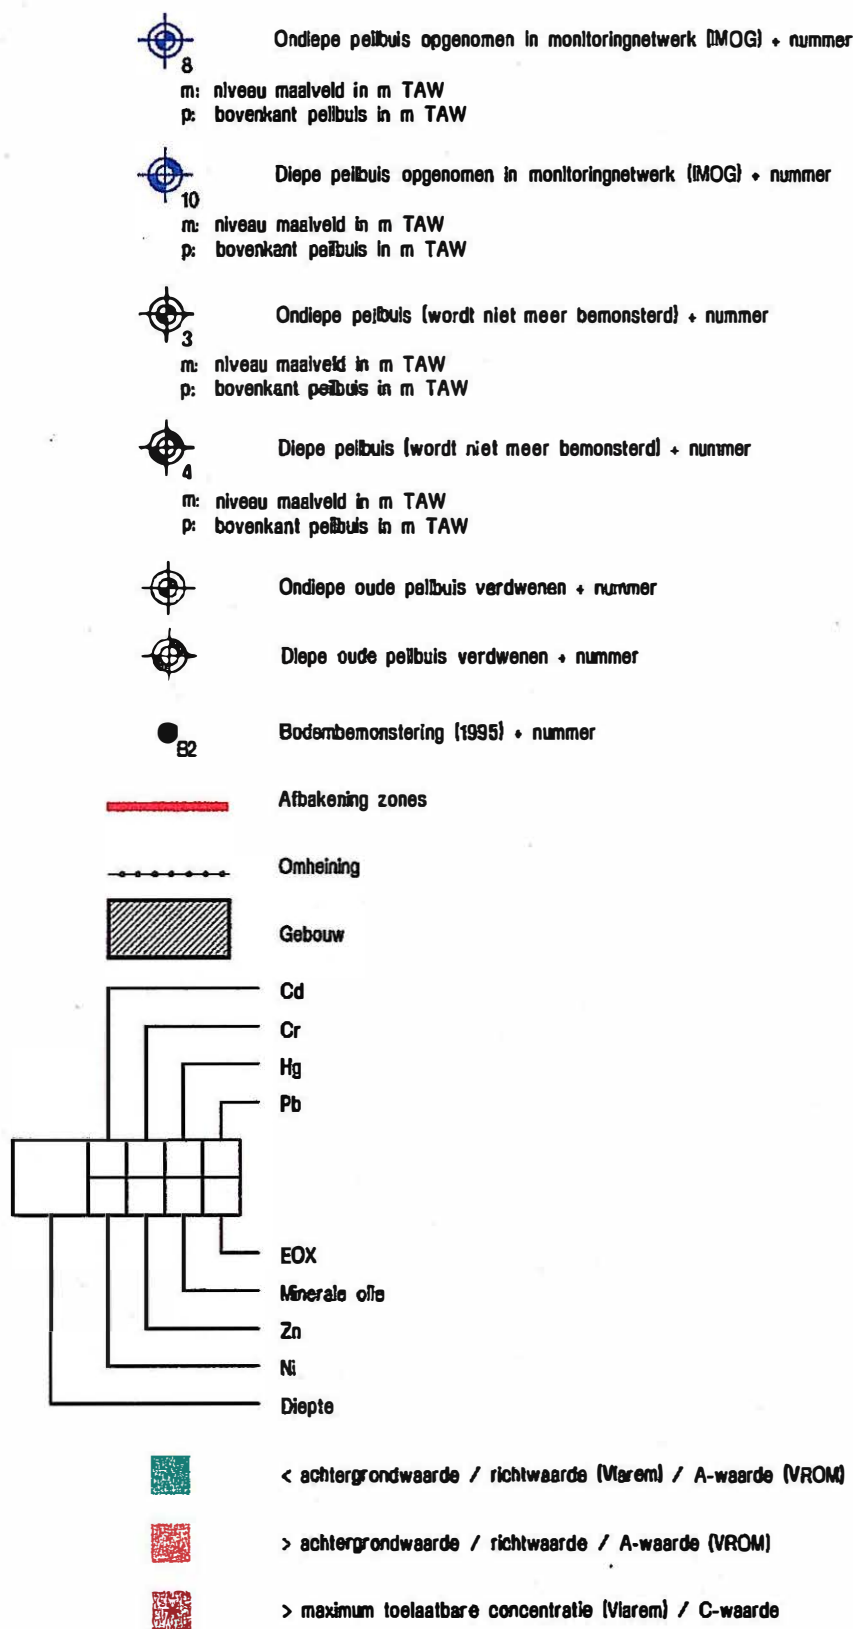 Ondiepe peilbuis opgenomen in monitoringnetwerk (IMOG) + nummer
8
m: niveau maaiveld in m TAW
p: bovenkant peilbuis in m TAW
Diepe peilbuis opgenomen in monitoringnetwerk (IMOG) + nummer
10
m: niveau maaiveld in m TAW
p: bovenkant peilbuis in m TAW
Ondiepe peilbuis (wordt niet meer bemonsterd) + nummer
3
m: niveau maaiveld in m TAW
p: bovenkant peilbuis in m TAW
Diepe peilbuis (wordt niet meer bemonsterd) + nummer
4
m: niveau maaiveld in m TAW
p: bovenkant peilbuis in m TAW
Ondiepe oude peilbuis verdwenen + nummer
Diepe oude peilbuis verdwenen + nummer
B2 Bodembemonstering (1995) + nummer
Afbakening zones
Omheining
Gebouw
Cd
Cr
Hg
Pb
EOX
Minerale olie
Zn
Ni
Diepte
< achtergrondwaarde / richtwaarde (Vlarem) / A-waarde (VROM)
> achtergrondwaarde / richtwaarde / A-waarde (VROM)
> maximum toelaatbare concentratie (Vlarem) / C-waarde